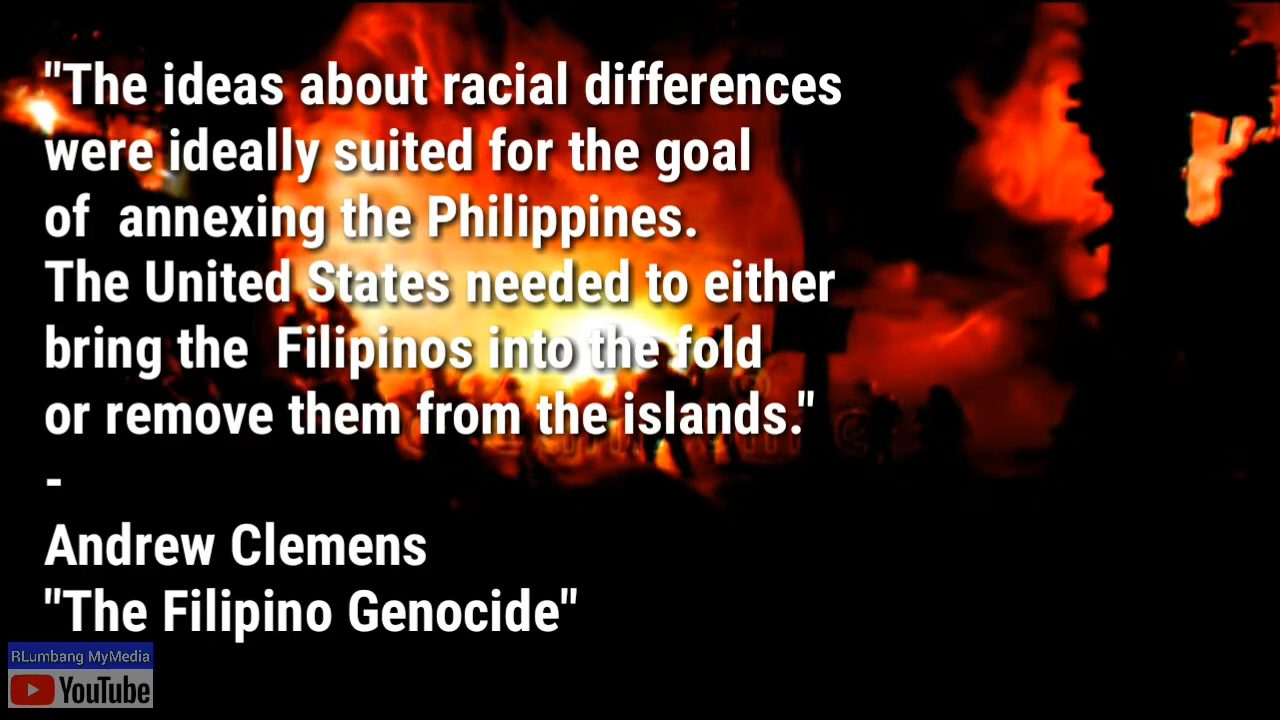 "The ideas about racial differences
were ideally suited for the goal
of  annexing the Philippines.
The United States needed to either
bring the  Filipinos into the fold
or remove them from the islands."
-
Andrew Clemens
"The Filipino Genocide"
RLumbang MyMedia
YouTube